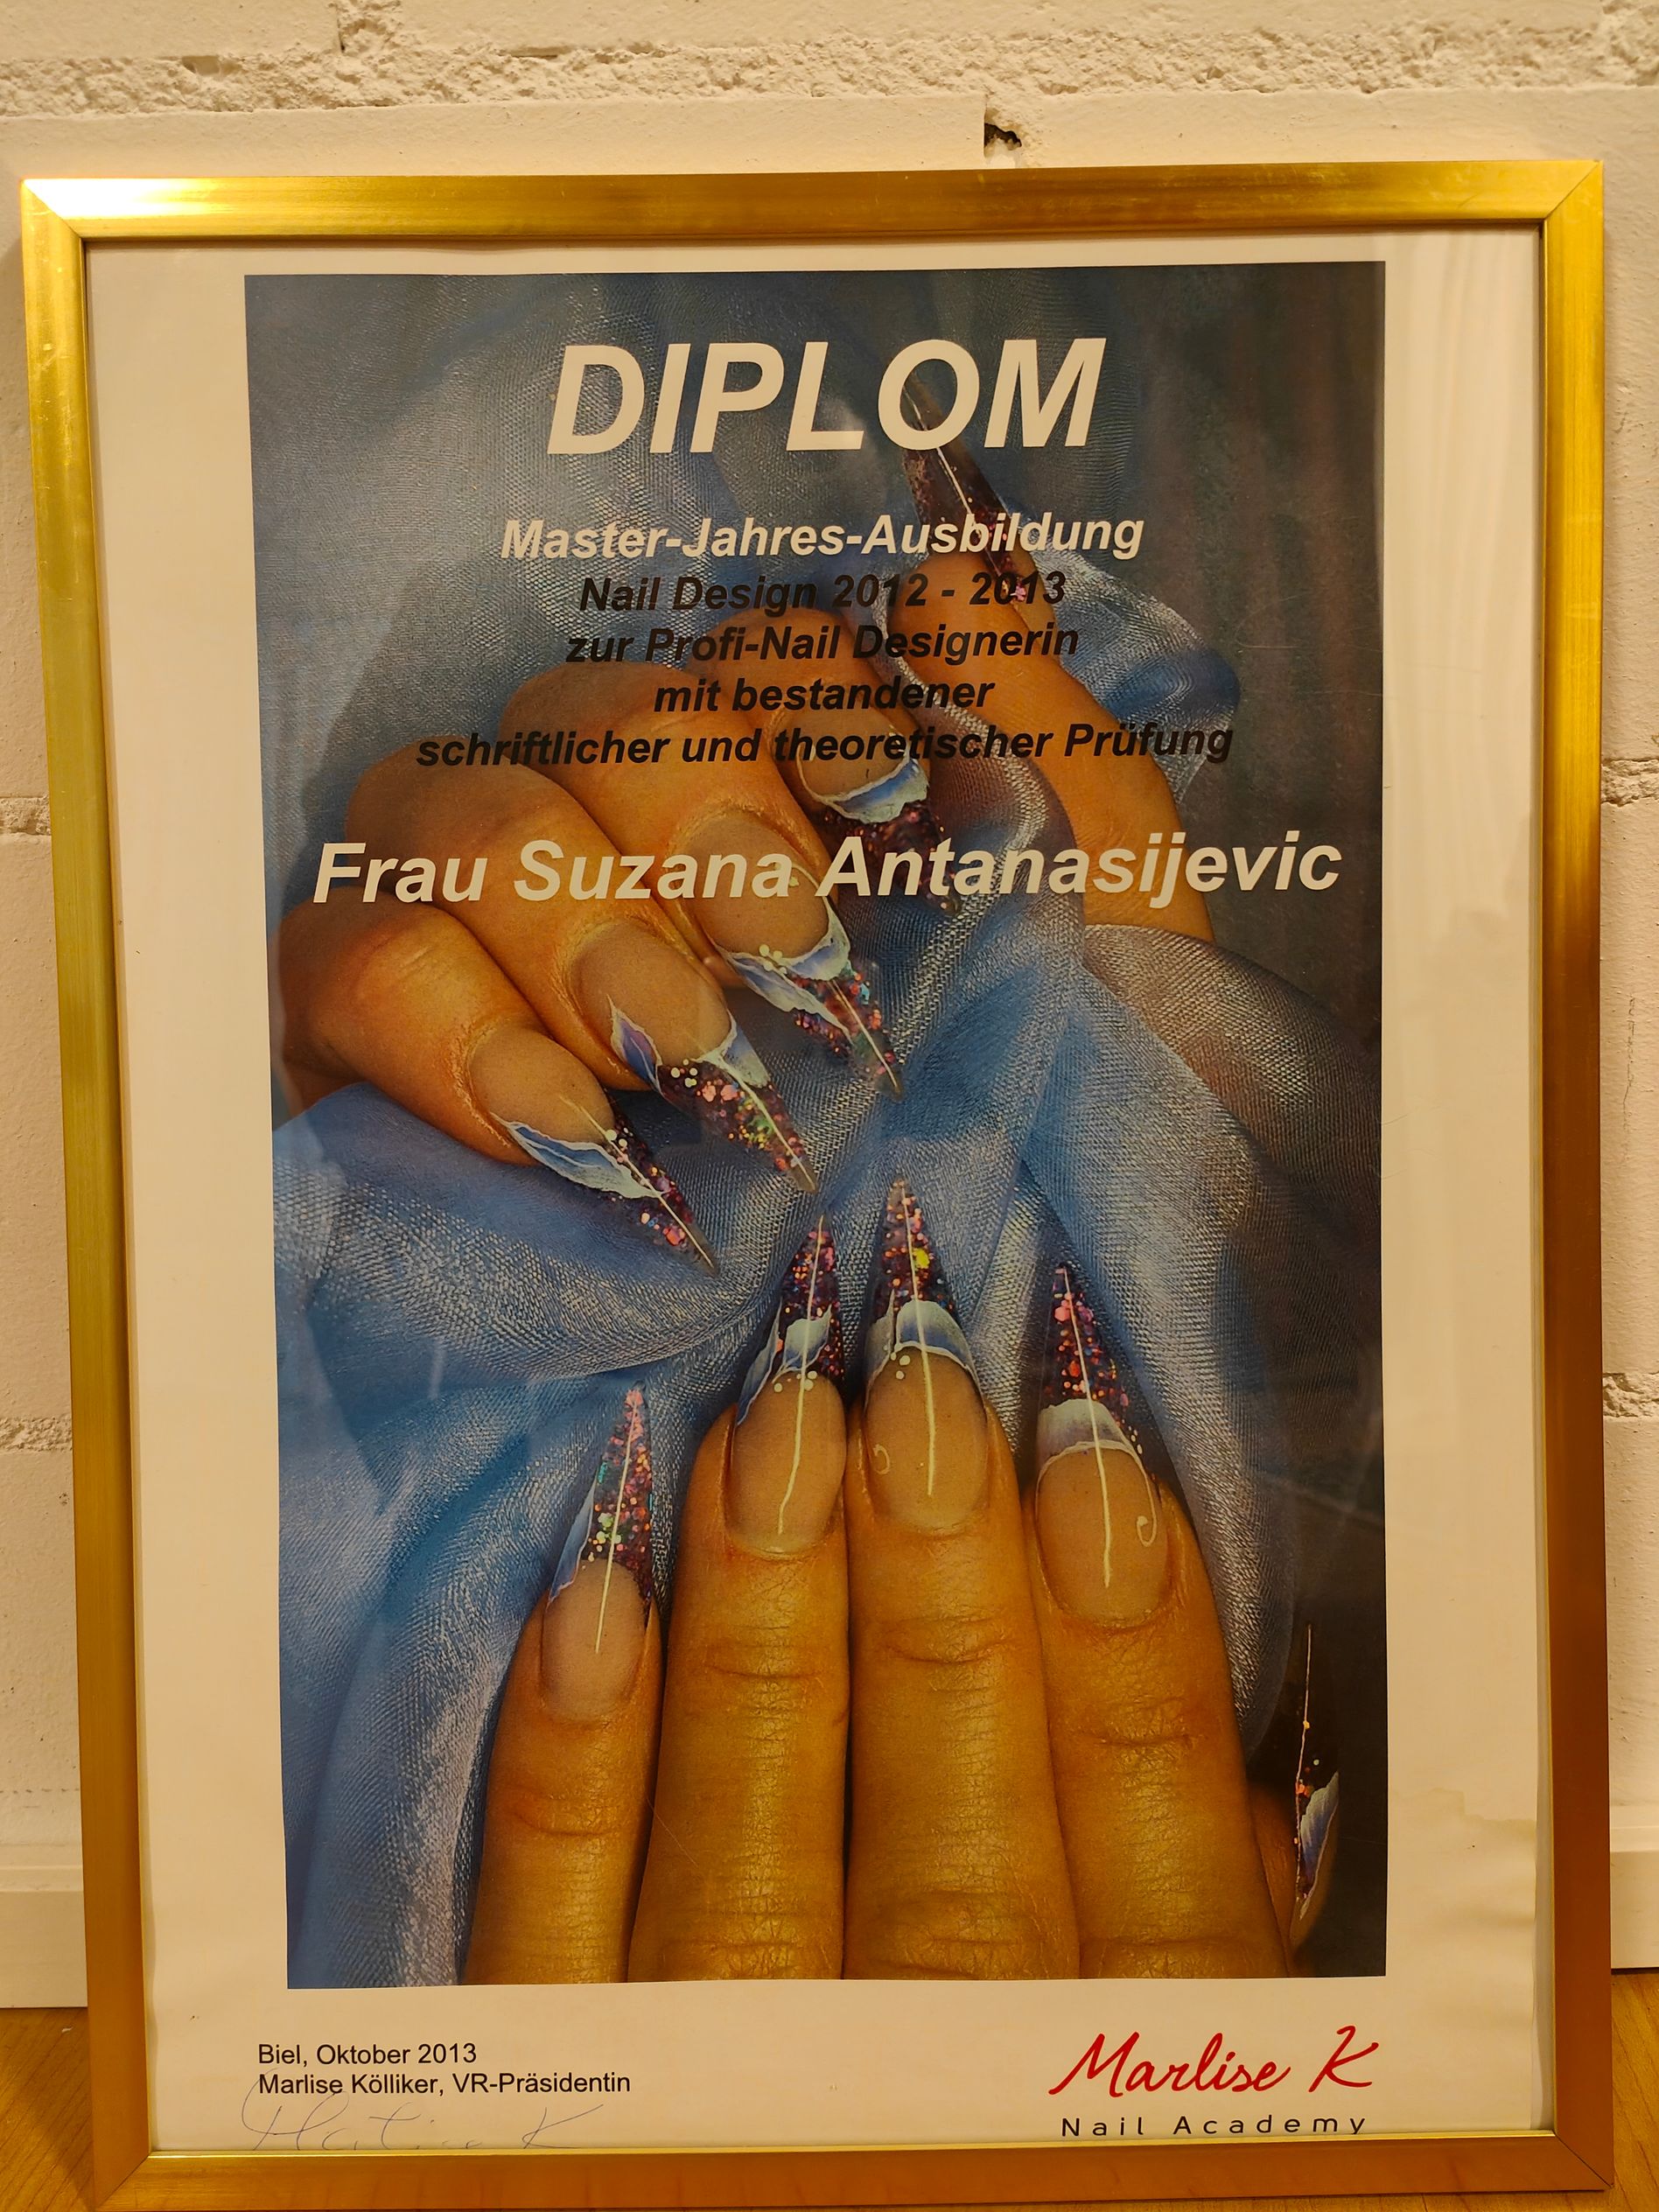 DIPLOM
Master-Jahres-Ausbildung
Nail Design 2012 - 2013
zur Profi-Nail Designerin
mit bestandener
schriftlicher und theoretischer Prüfung
Frau Suzana Antanasijevic
Biel, Oktober 2013
Marlise Kölliker, VR-Präsidentin
Marlise K
Nail Academy